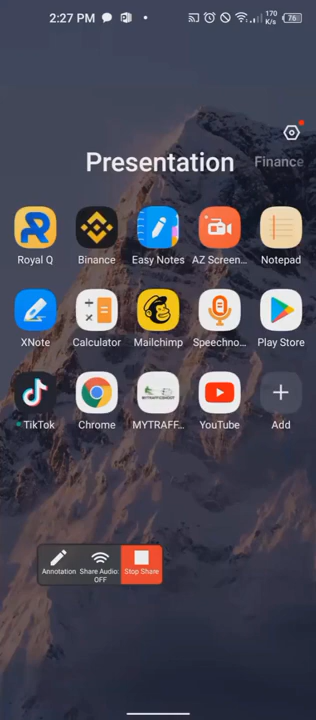 2:27 PM
170
K/s
76
Presentation
Finance
Royal Q
Binance
Easy Notes
AZ Screen...
Notepad
XNote
Calculator
Mailchimp
Speechno...
Play Store
TikTok
Chrome
MYTRAFF...
YouTube
Add
Annotation
Share Audio:
OFF
Stop Share